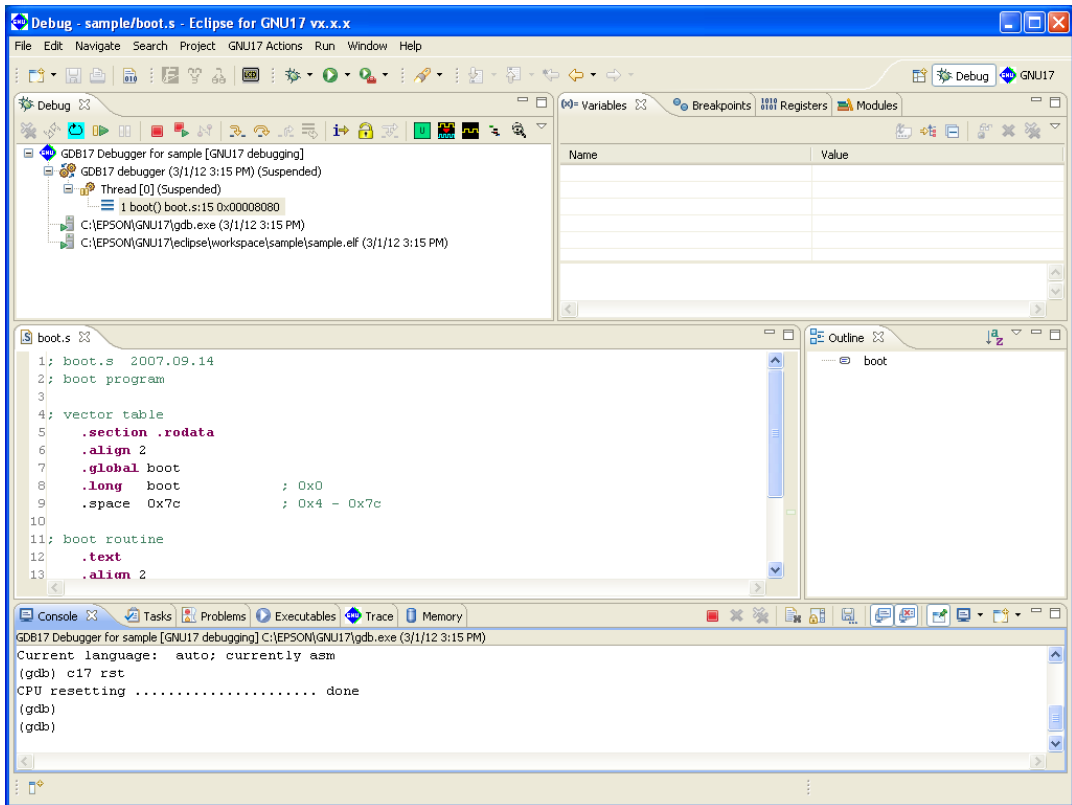 Debug - sample/boot.s - Eclipse for GNU17 vx.x.x
File Edit Navigate Search Project GNU17 Actions Run Window Help
Debug GNU17
Debug
GDB17 Debugger for sample [GNU17 debugging]
GDB17 debugger (3/1/12 3:15 PM) (Suspended)
Thread [0] (Suspended)
1 boot() boot.s:15 0x00008080
C:\EPSON\GNU17\gdb.exe (3/1/12 3:15 PM)
C:\EPSON\GNU17\eclipse\workspace\sample\sample.elf (3/1/12 3:15 PM)
(x)= Variables Breakpoints Registers Modules
Name Value
boot.s
1 ; boot.s 2007.09.14
2 ; boot program
3
4 ; vector table
5 .section .rodata
6 .align 2
7 .global boot
8 .long boot ; 0x0
9 .space 0x7c ; 0x4 - 0x7c
10
11 ; boot routine
12 .text
13 .align 2
Outline
boot
Console Tasks Problems Executables Trace Memory
GDB17 Debugger for sample [GNU17 debugging] C:\EPSON\GNU17\gdb.exe (3/1/12 3:15 PM)
Current language: auto; currently asm
(gdb) c17 rst
CPU resetting ...................... done
(gdb)
(gdb)